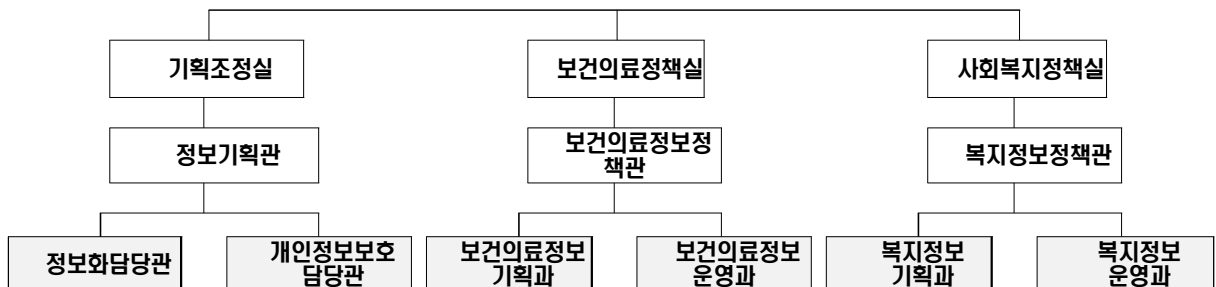 기획조정실
보건의료정책실
사회복지정책실
정보기획관
보건의료정보정
책관
복지정보정책관
정보화담당관
개인정보보호
담당관
보건의료정보
기획과
보건의료정보
운영과
복지정보
기획과
복지정보
운영과